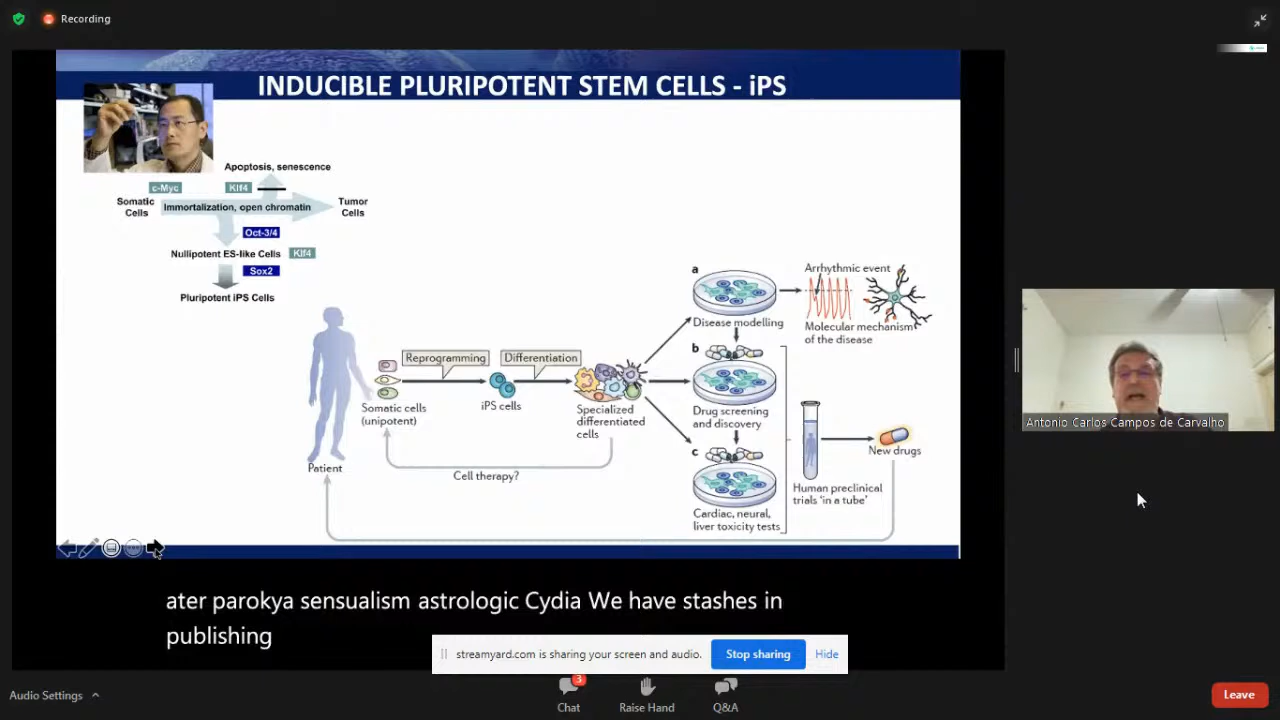 Recording
INDUCIBLE PLURIPOTENT STEM CELLS - iPS
Apoptosis, senescence
c-Myc
Klf4
Somatic
Cells
Immortalization, open chromatin
Tumor
Cells
Oct-3/4
Nullipotent ES-like Cells
Klf4
Sox2
Pluripotent iPS Cells
Patient
Somatic cells
(unipotent)
Reprogramming
iPS cells
Differentiation
Specialized
differentiated
cells
Cell therapy?
a
Disease modelling
Arrhythmic event
Molecular mechanism
of the disease
b
Drug screening
and discovery
c
Cardiac, neural,
liver toxicity tests
Human preclinical
trials 'in a tube'
New drugs
Antonio Carlos Campos de Carvalho
ater parokya sensualism astrologic Cydia We have stashes in
publishing
streamyard.com is sharing your screen and audio.
Stop sharing
Hide
Audio Settings
3
Chat
Raise Hand
Q&A
Leave